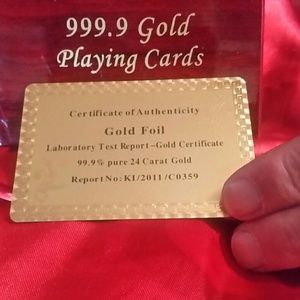 999.9 Gold
Playing Cards
Certificate of Authenticity
Gold Foil
Laboratory Test Report-Gold Certificate
99.9% pure 24 Carat Gold
Report No: KI/2011/C0359